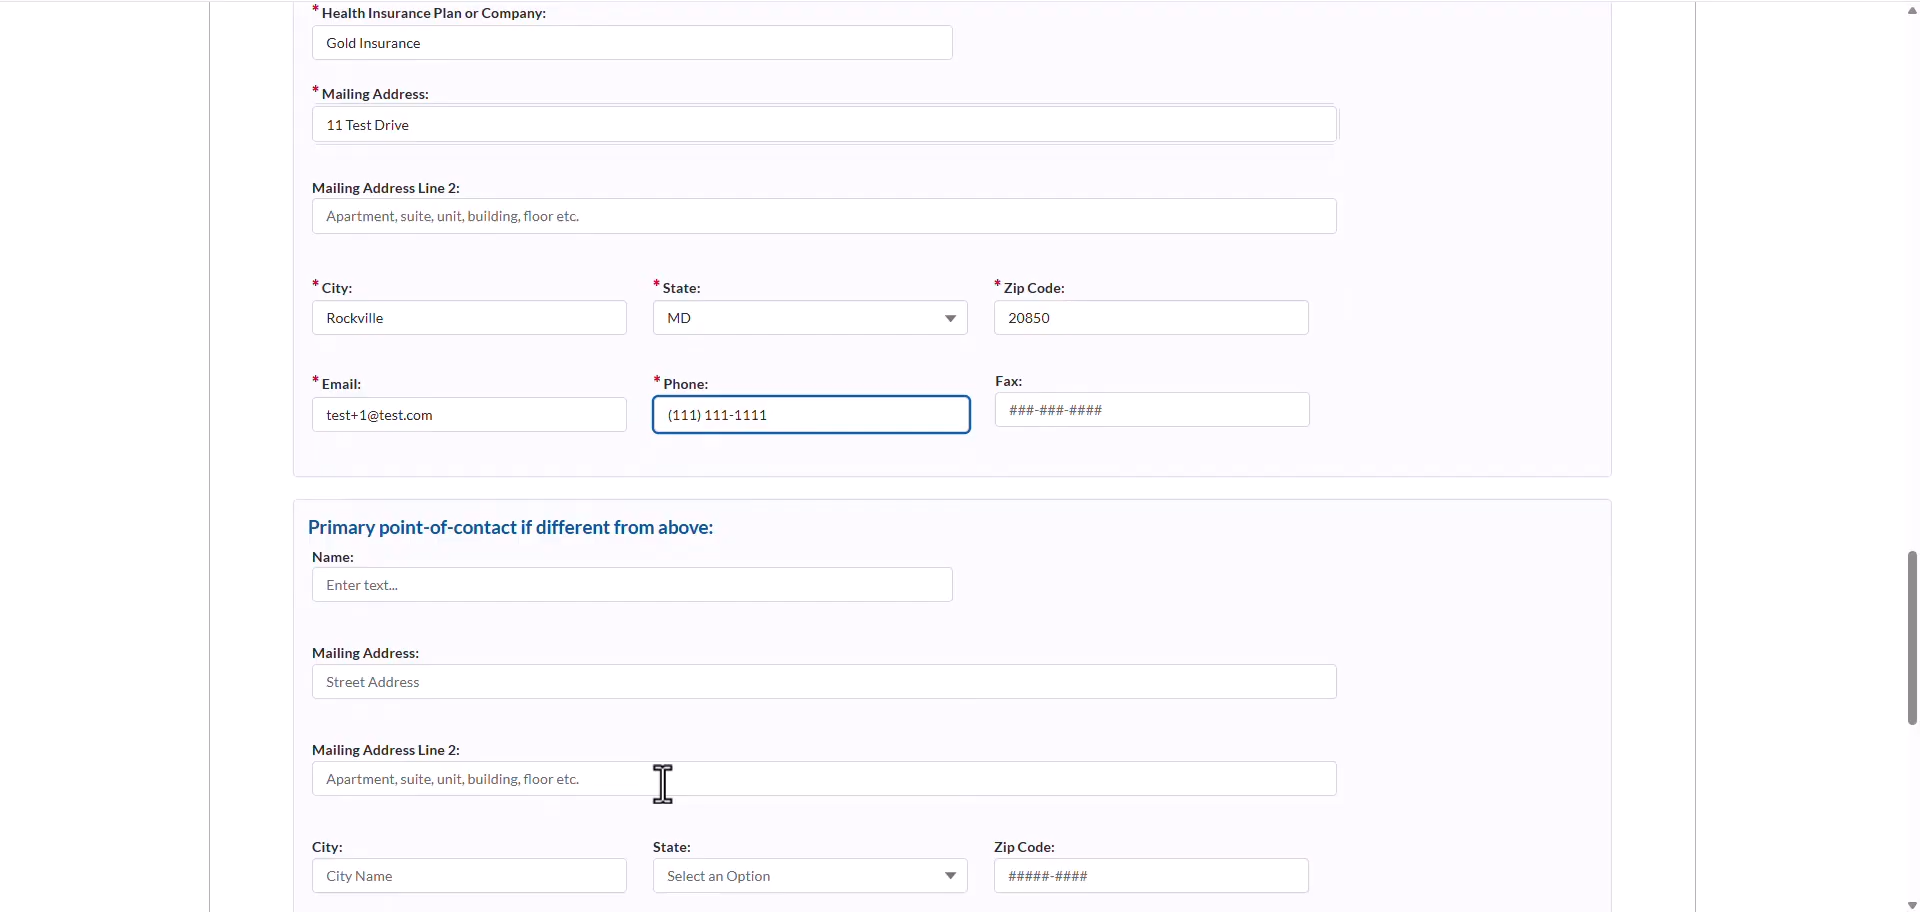 * Health Insurance Plan or Company:
Gold Insurance
* Mailing Address:
11 Test Drive
Mailing Address Line 2:
Apartment, suite, unit, building, floor etc.
* City: * State: * Zip Code:
Rockville MD 20850
* Email: * Phone: Fax:
test+1@test.com (111) 111-1111 ###-###-####
Primary point-of-contact if different from above:
Name:
Enter text...
Mailing Address:
Street Address
Mailing Address Line 2:
Apartment, suite, unit, building, floor etc.
City: State: Zip Code:
City Name Select an Option #####-####